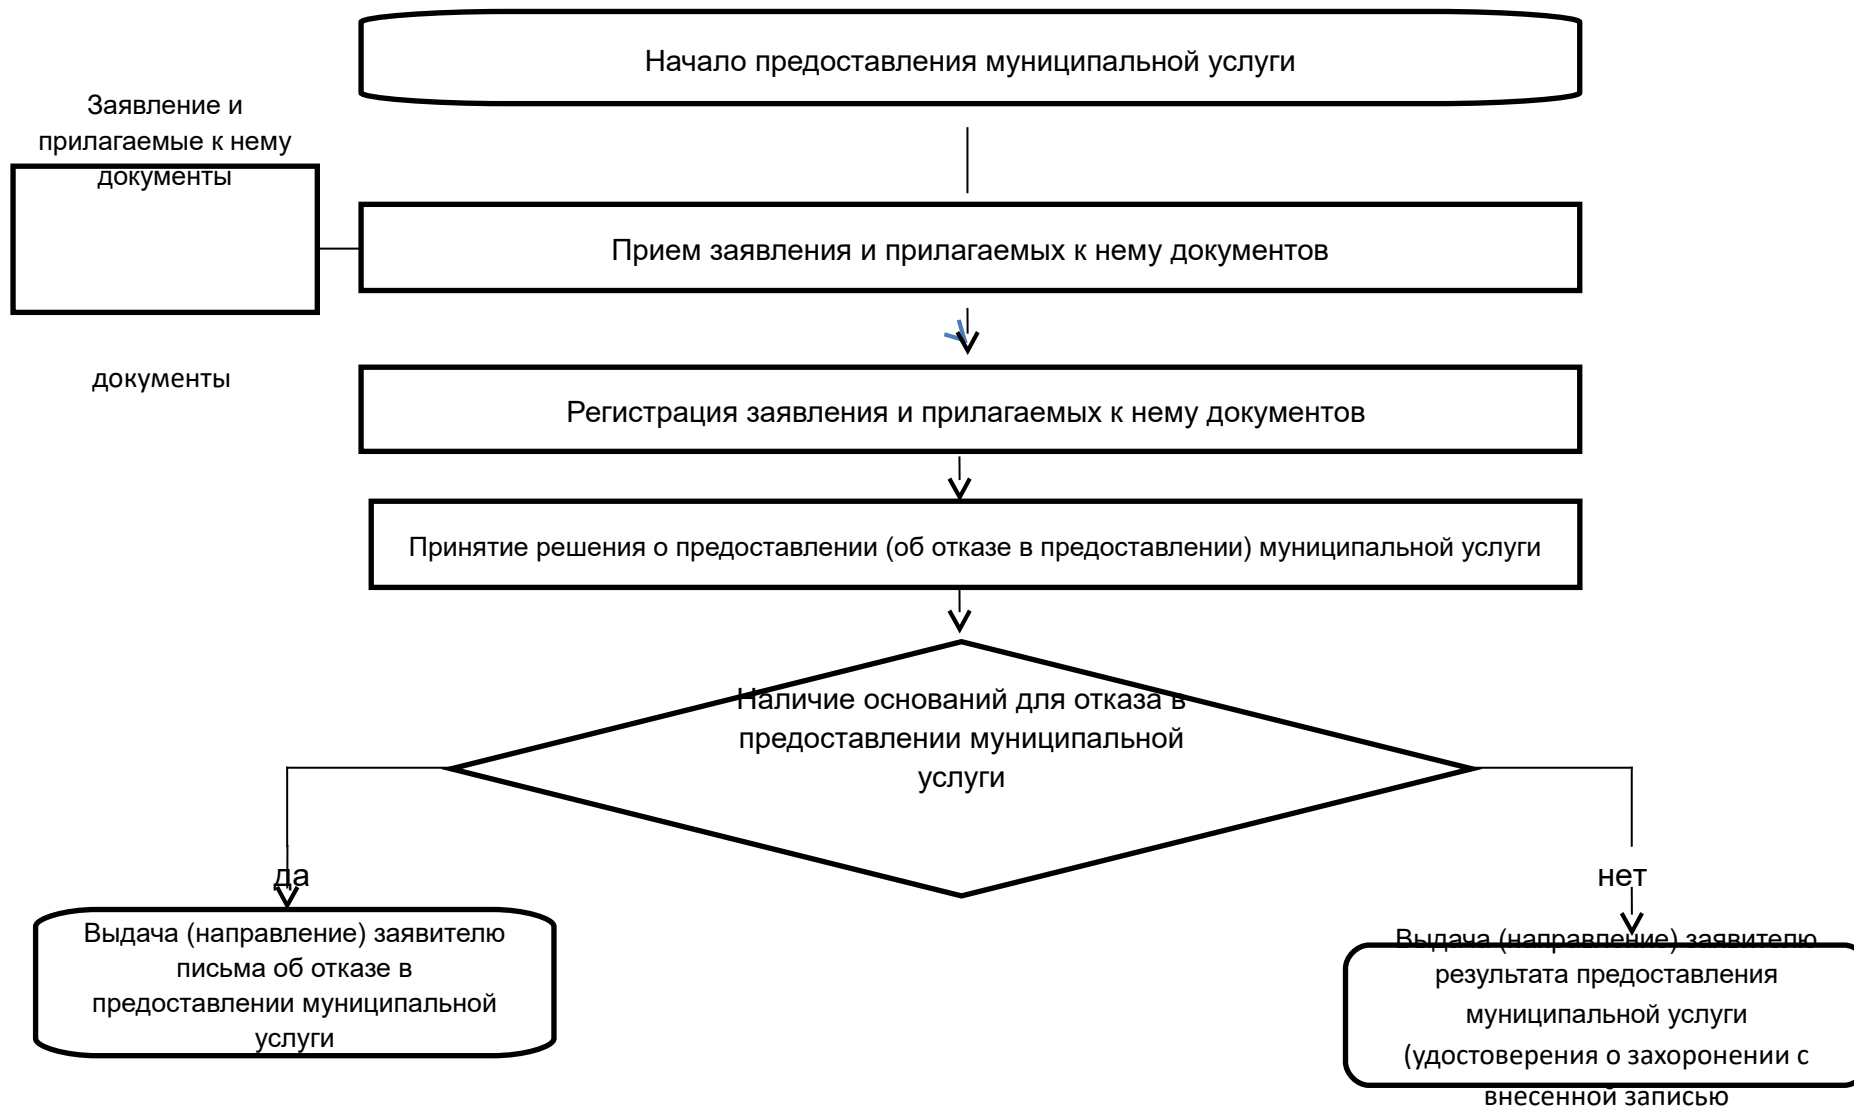 Начало предоставления муниципальной услуги
Заявление и
прилагаемые к нему
документы
Прием заявления и прилагаемых к нему документов
документы
Регистрация заявления и прилагаемых к нему документов
Принятие решения о предоставлении (об отказе в предоставлении) муниципальной услуги
Наличие оснований для отказа в
предоставлении муниципальной
услуги
да
нет
Выдача (направление) заявителю
письма об отказе в
предоставлении муниципальной
услуги
Выдача (направление) заявителю
результата предоставления
муниципальной услуги
(удостоверения о захоронении с
внесенной записью